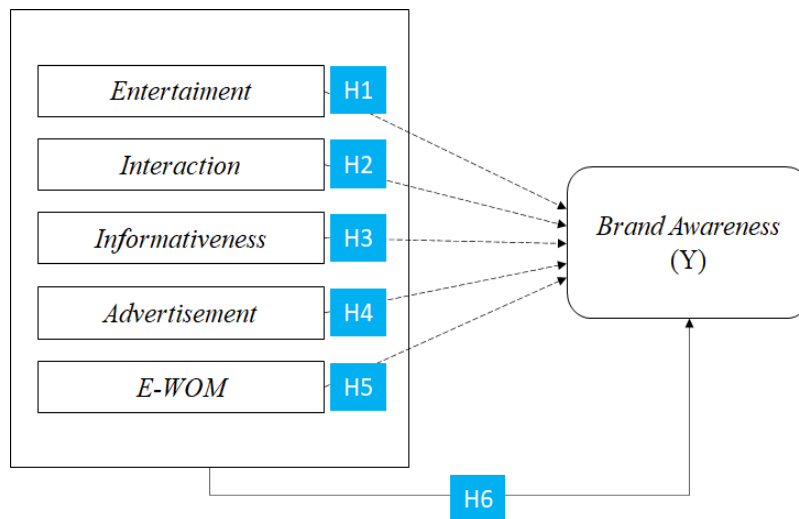 Entertaiment
H1
Interaction
H2
Informativeness
H3
Advertisement
H4
E-WOM
H5
Brand Awareness
(Y)
H6